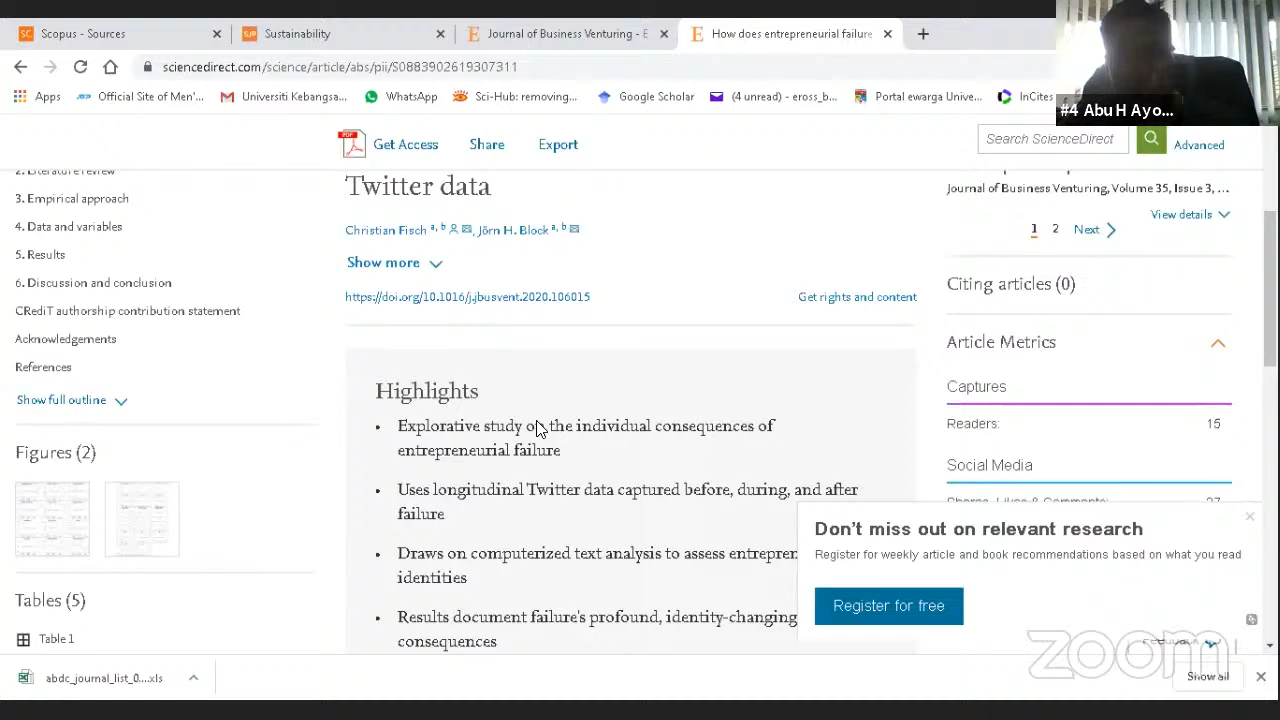 Scopus - Sources
Sustainability
Journal of Business Venturing - E
How does entrepreneurial failure
sciencedirect.com/science/article/abs/pii/S0883902619307311
Apps
Official Site of Men'...
Universiti Kebangsa...
WhatsApp
Sci-Hub: removing...
Google Scholar
(4 unread) - eross_b...
Portal ewarga Unive...
InCites
#4 Abu H Ayo...
Get Access
Share
Export
Search ScienceDirect
Advanced
2. Literature review
3. Empirical approach
4. Data and variables
5. Results
6. Discussion and conclusion
CRediT authorship contribution statement
Acknowledgements
References
Show full outline
Figures (2)
Tables (5)
Table 1
Twitter data
Christian Fisch a, b, Jörn H. Block a, b
Show more
https://doi.org/10.1016/j.jbusvent.2020.106015
Get rights and content
Highlights
• Explorative study on the individual consequences of
entrepreneurial failure
• Uses longitudinal Twitter data captured before, during, and after
failure
• Draws on computerized text analysis to assess entrepren
identities
• Results document failure's profound, identity-changing
consequences
Journal of Business Venturing, Volume 35, Issue 3, ...
View details
1 2 Next
Citing articles (0)
Article Metrics
Captures
Readers: 15
Social Media
Shares, Likes & Comments: 27
Don't miss out on relevant research
Register for weekly article and book recommendations based on what you read
Register for free
Feedback
zoom
abdc_journal_list_0....xls
Show all